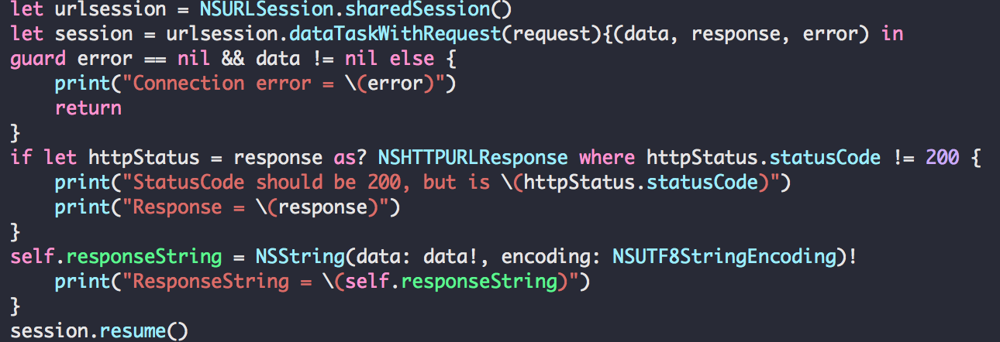 let urlsession = NSURLSession.sharedSession()
let session = urlsession.dataTaskWithRequest(request){(data, response, error) in
guard error == nil && data != nil else {
    print("Connection error = \(error)")
    return
}
if let httpStatus = response as? NSHTTPURLResponse where httpStatus.statusCode != 200 {
    print("StatusCode should be 200, but is \(httpStatus.statusCode)")
    print("Response = \(response)")
}
self.responseString = NSString(data: data!, encoding: NSUTF8StringEncoding)!
    print("ResponseString = \(self.responseString)")
}
session.resume()